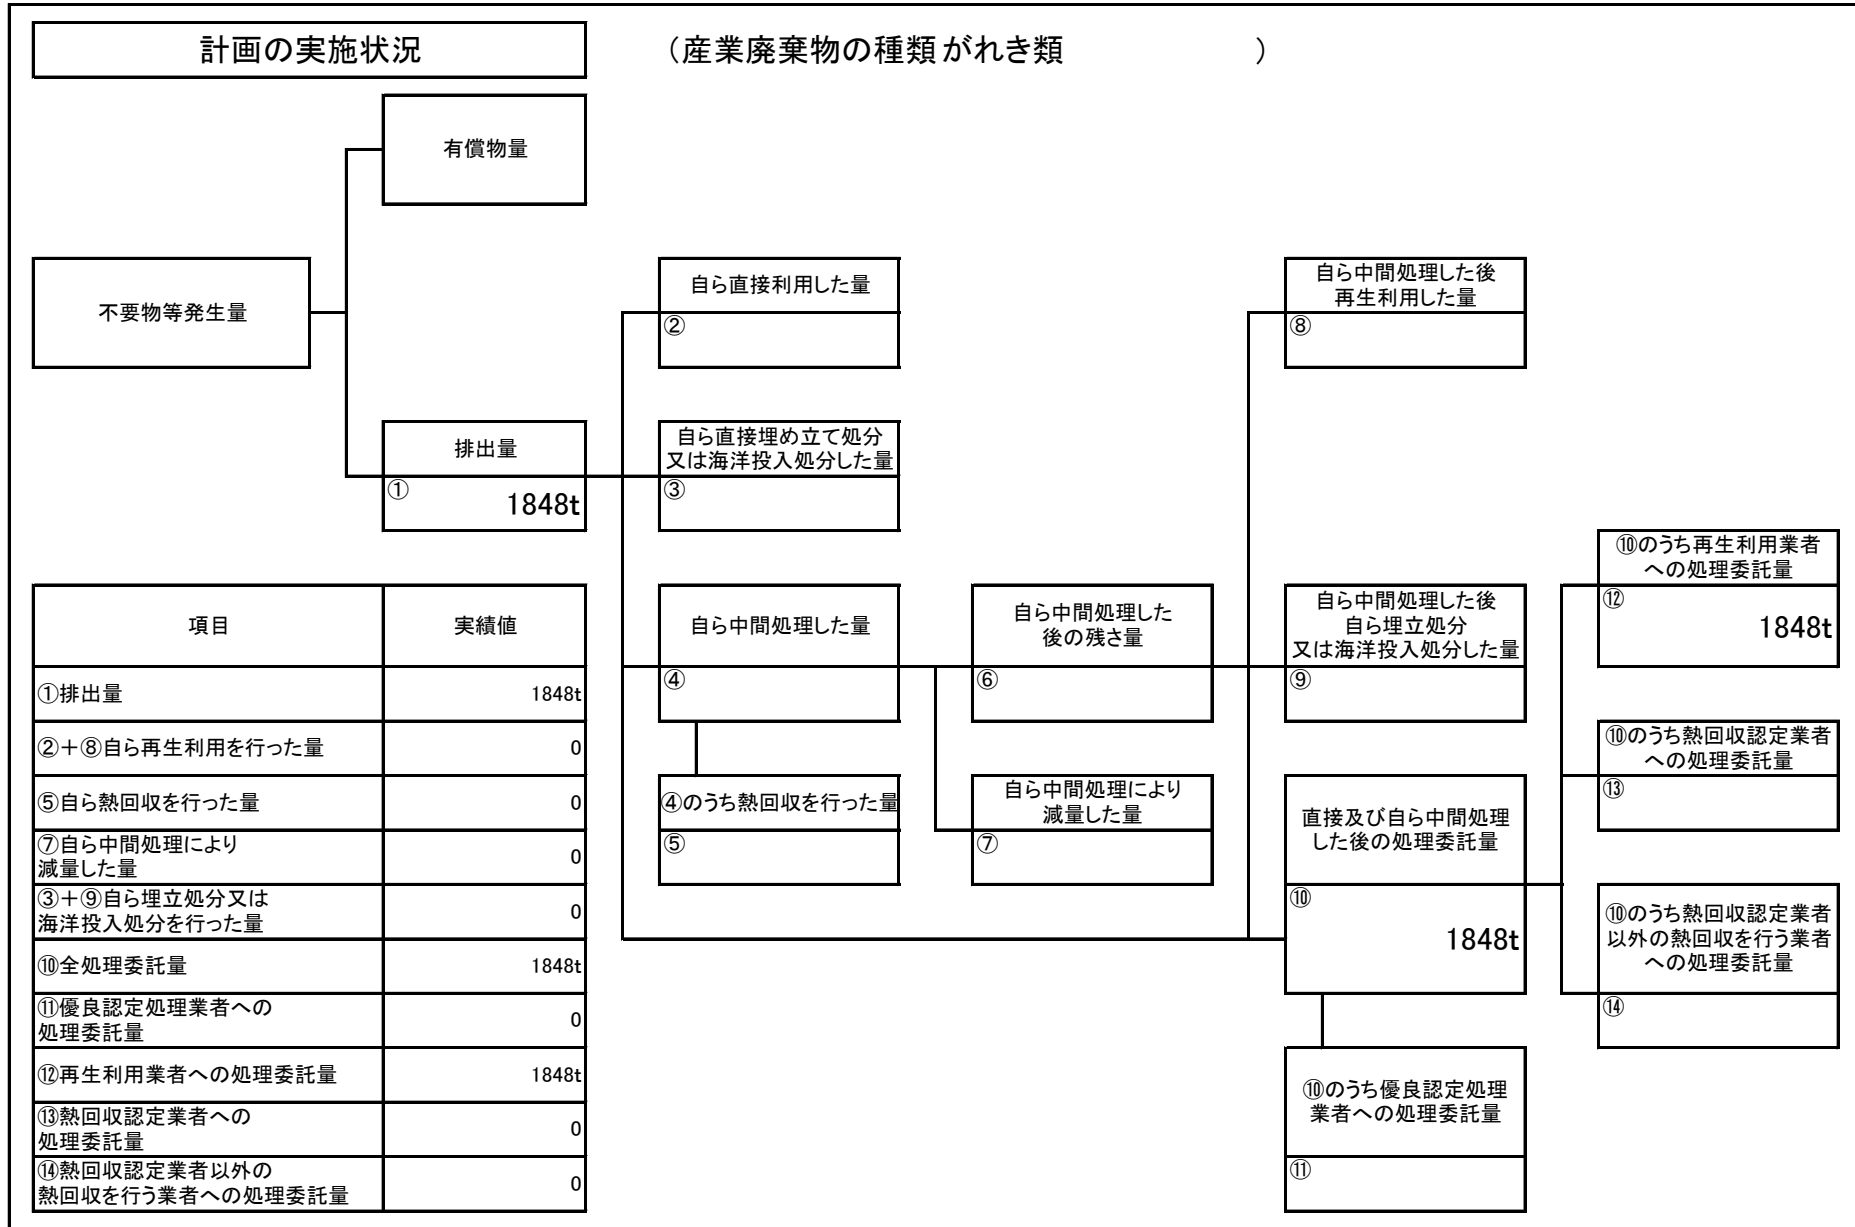 計画の実施状況
（産業廃棄物の種類 がれき類 ）
有償物量
不要物等発生量
自ら直接利用した量
②
自ら中間処理した後
再生利用した量
⑧
排出量
①
1848t
自ら直接埋め立て処分
又は海洋投入処分した量
③
⑩のうち再生利用業者
への処理委託量
⑫
1848t
自ら中間処理した量
④
自ら中間処理した
後の残さ量
⑥
自ら中間処理した後
自ら埋立処分
又は海洋投入処分した量
⑨
⑩のうち熱回収認定業者
への処理委託量
⑬
④のうち熱回収を行った量
⑤
自ら中間処理により
減量した量
⑦
直接及び自ら中間処理
した後の処理委託量
⑩
1848t
⑩のうち熱回収認定業者
以外の熱回収を行う業者
への処理委託量
⑭
⑩のうち優良認定処理
業者への処理委託量
⑪
項目 実績値
①排出量 1848t
②＋⑧自ら再生利用を行った量 0
⑤自ら熱回収を行った量 0
⑦自ら中間処理により
減量した量 0
③＋⑨自ら埋立処分又は
海洋投入処分を行った量 0
⑩全処理委託量 1848t
⑪優良認定処理業者への
処理委託量 0
⑫再生利用業者への処理委託量 1848t
⑬熱回収認定業者への
処理委託量 0
⑭熱回収認定業者以外の
熱回収を行う業者への処理委託量 0